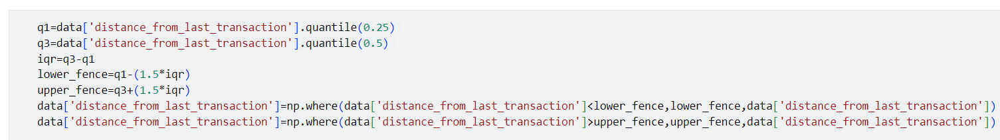 q1=data['distance_from_last_transaction'].quantile(0.25)
q3=data['distance_from_last_transaction'].quantile(0.5)
iqr=q3-q1
lower_fence=q1-(1.5*iqr)
upper_fence=q3+(1.5*iqr)
data['distance_from_last_transaction']=np.where(data['distance_from_last_transaction']<lower_fence,lower_fence,data['distance_from_last_transaction'])
data['distance_from_last_transaction']=np.where(data['distance_from_last_transaction']>upper_fence,upper_fence,data['distance_from_last_transaction'])